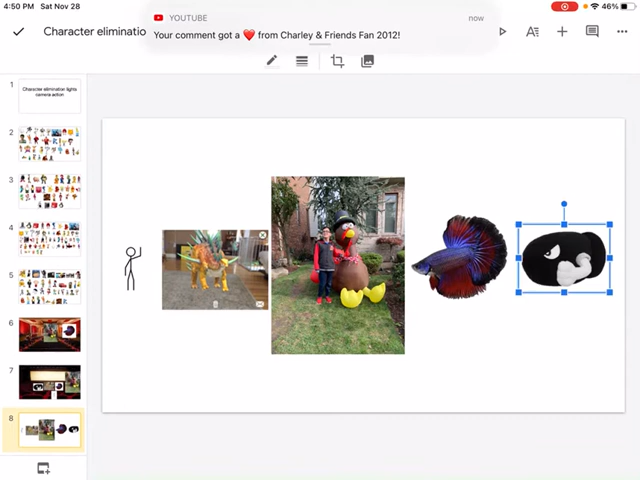 4:50 PM Sat Nov 28
46%
YOUTUBE
now
Your comment got a ❤️ from Charley & Friends Fan 2012!
Character eliminatio
1
Character elimination lights
camera action
2
3
4
5
6
7
8